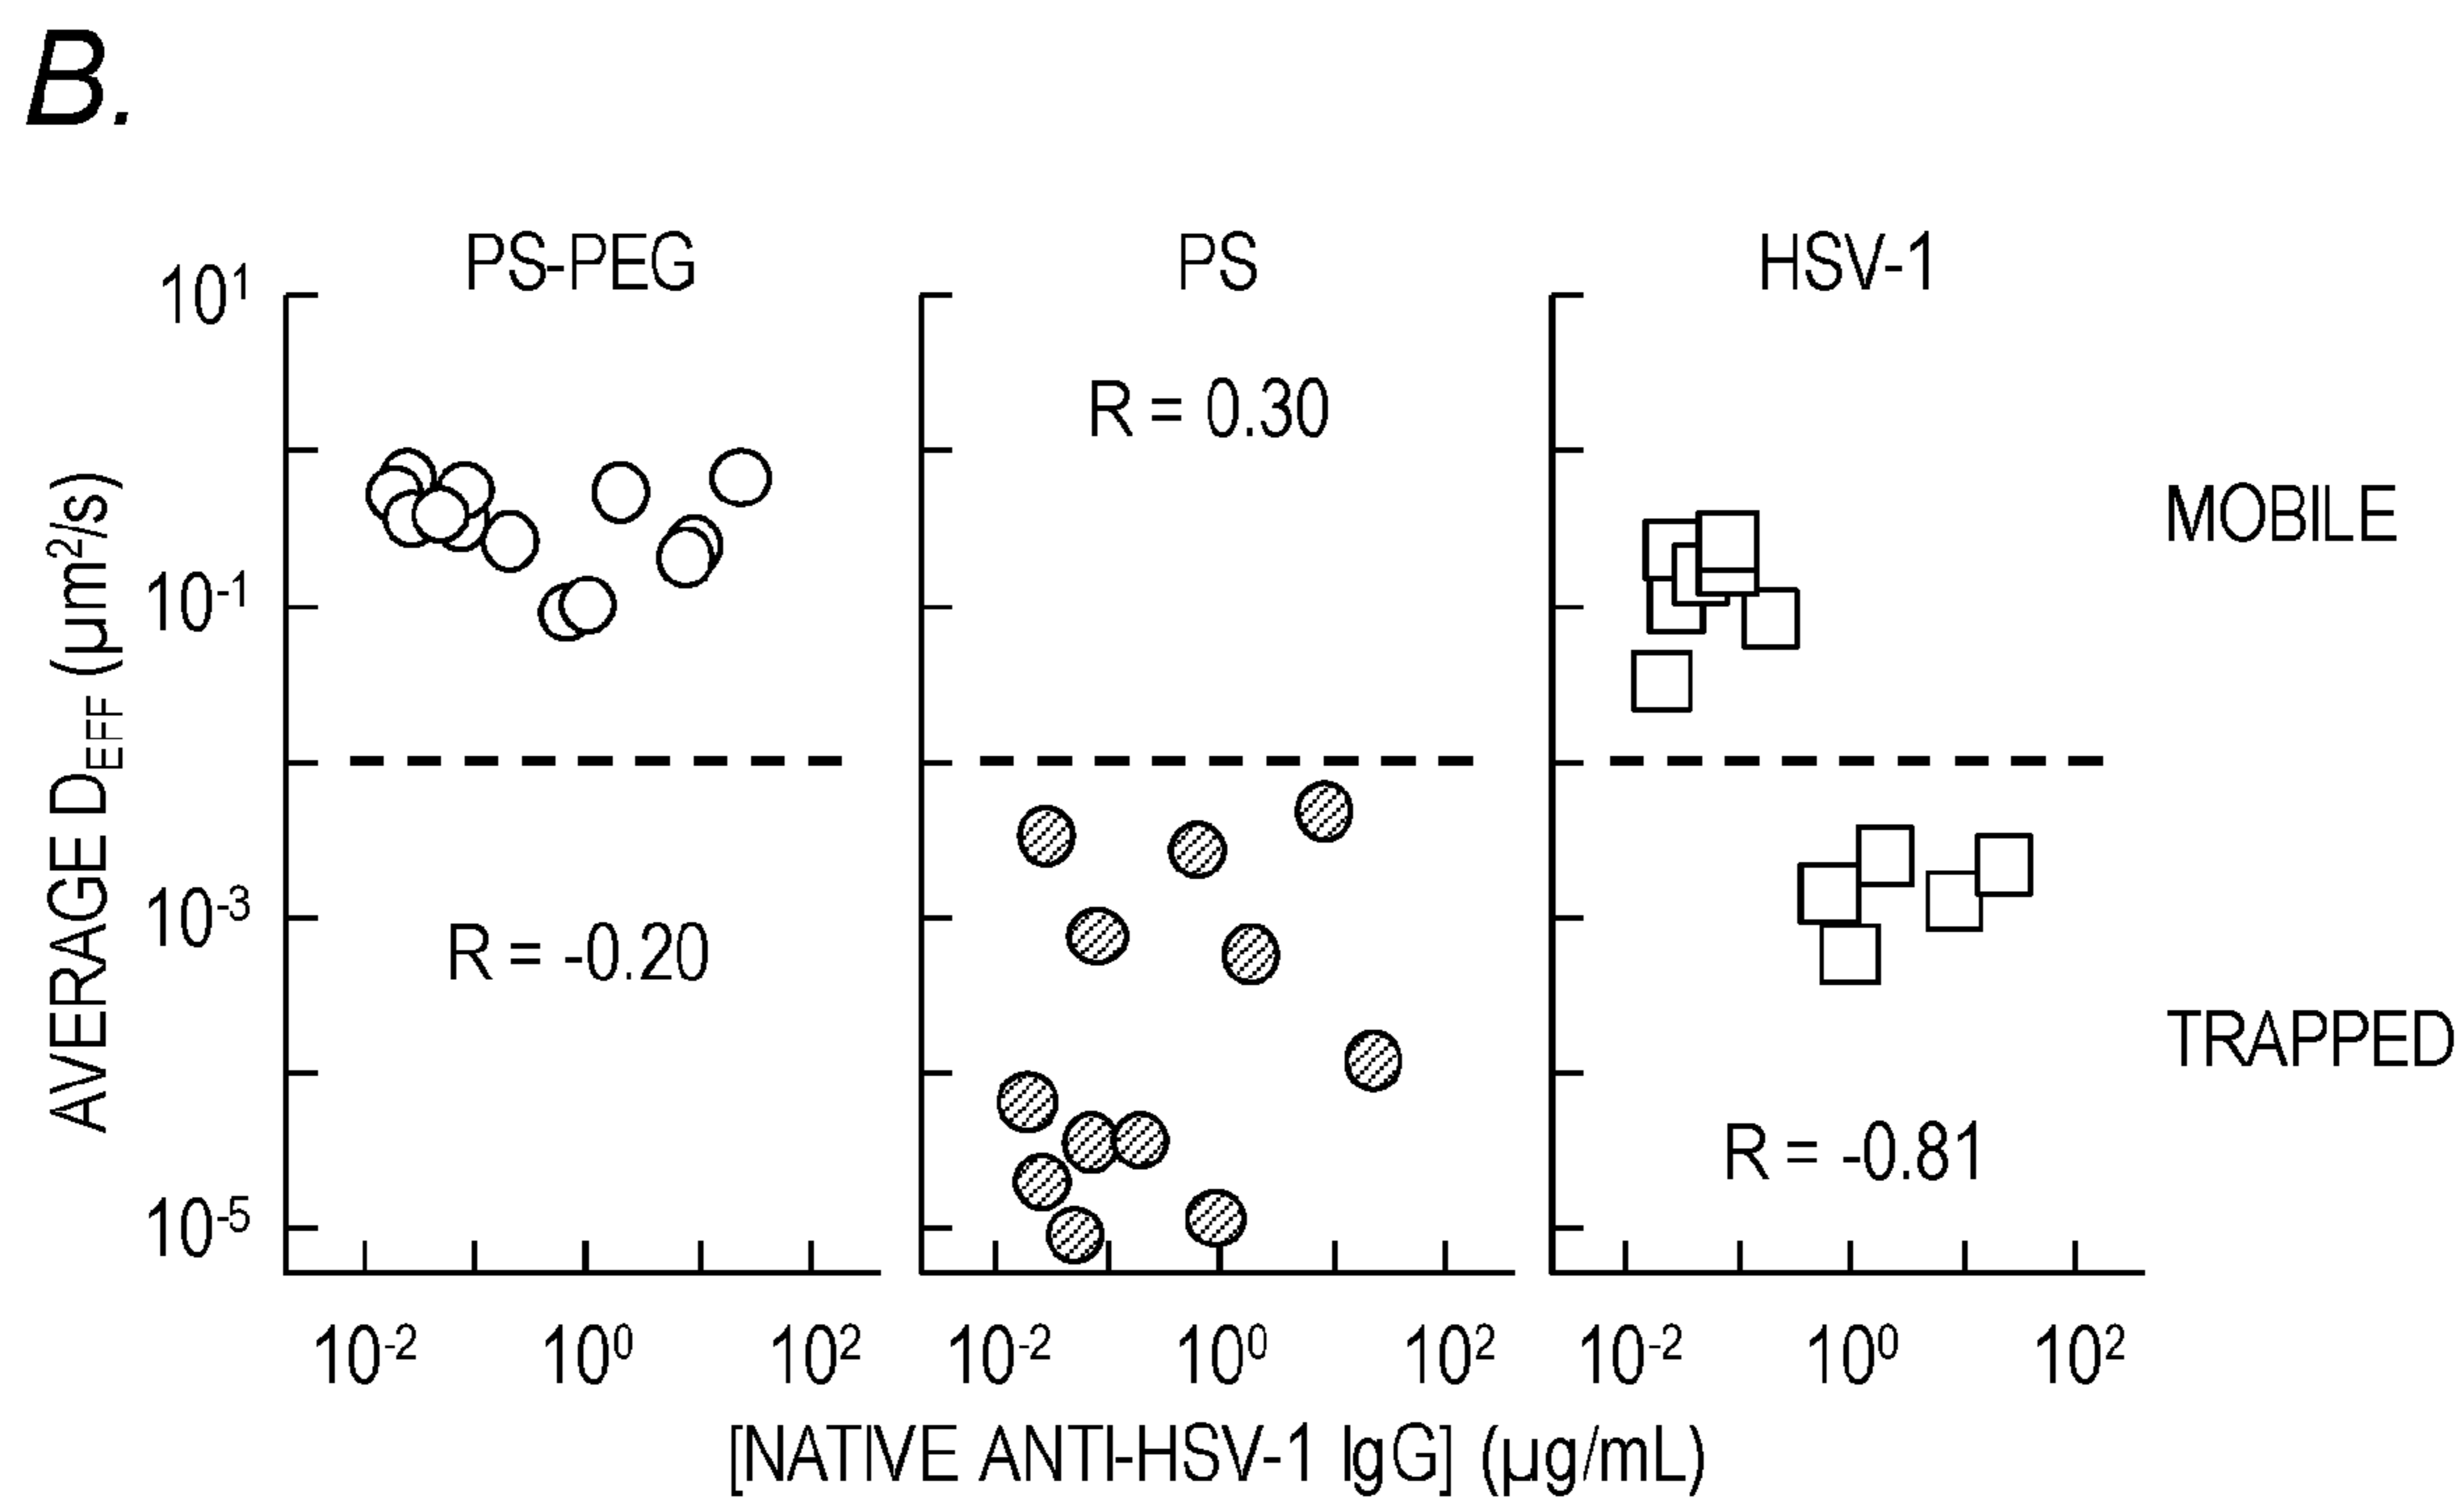 B.
PS-PEG
PS
HSV-1
10¹
10⁻¹
10⁻³
10⁻⁵
AVERAGE D_EFF (µm²/s)
R = -0.20
R = 0.30
R = -0.81
MOBILE
TRAPPED
10⁻² 10⁰ 10²
10⁻² 10⁰ 10²
10⁻² 10⁰ 10²
[NATIVE ANTI-HSV-1 IgG] (µg/mL)